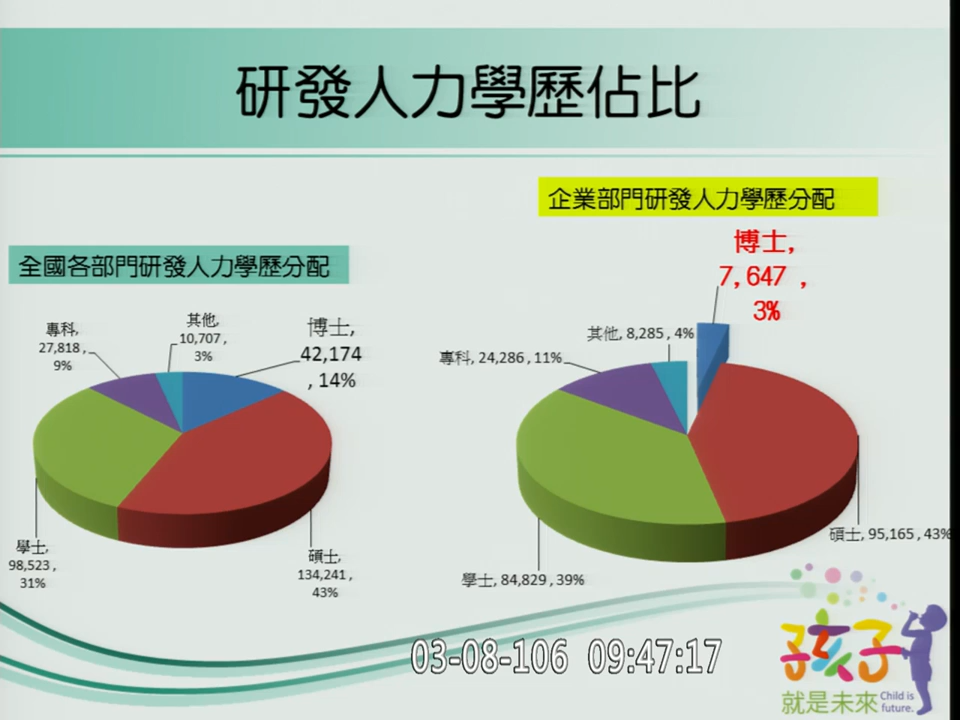 研發人力學歷佔比
企業部門研發人力學歷分配
全國各部門研發人力學歷分配
專科,
27,818,
9%
其他,
10,707,
3%
博士,
42,174
, 14%
學士,
98,523,
31%
碩士,
134,241,
43%
博士,
7,647 ,
3%
其他, 8,285, 4%
專科, 24,286, 11%
學士, 84,829, 39%
碩士, 95,165, 43%
03-08-106 09:47:17
孩子
就是未來 Child is
future.